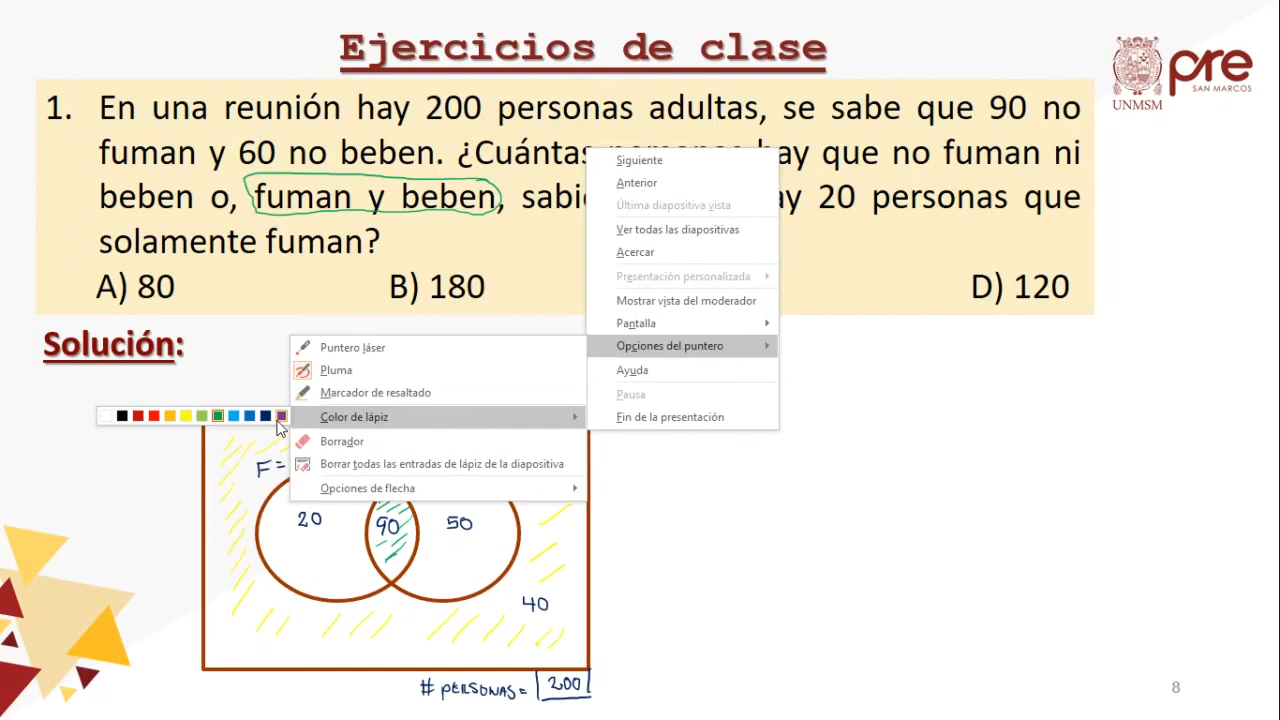 Ejercicios de clase
UNMSM
pre
SAN MARCOS
1. En una reunión hay 200 personas adultas, se sabe que 90 no
fuman y 60 no beben. ¿Cuántas hay que no fuman ni
beben o, fuman y beben, 20 personas que
solamente fuman?
A) 80 B) 180 D) 120
Siguiente
Anterior
Última diapositiva vista
Ver todas las diapositivas
Acercar
Presentación personalizada
Mostrar vista del moderador
Pantalla
Opciones del puntero
Ayuda
Pausa
Fin de la presentación
Solución:
Puntero láser
Pluma
Marcador de resaltado
Color de lápiz
Borrador
Borrar todas las entradas de lápiz de la diapositiva
Opciones de flecha
F=
20 90 50
40
# PERSONAS = 200
8